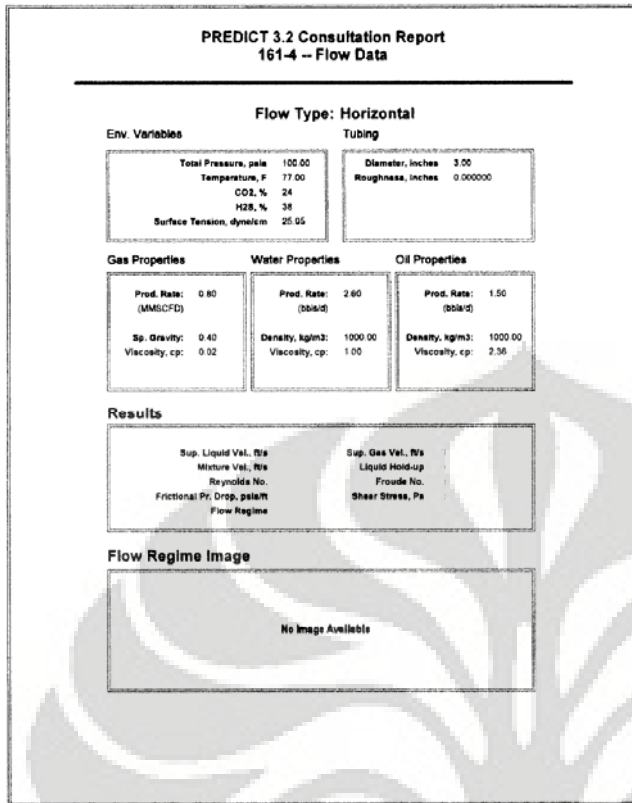 PREDICT 3.2 Consultation Report
161-4 -- Flow Data
Flow Type: Horizontal
Env. Variables
Total Pressure, psia 100.00
Temperature, F 77.00
CO2, % 24
H2S, % 38
Surface Tension, dyne/cm 25.05
Tubing
Diameter, inches 3.00
Roughness, inches 0.000000
Gas Properties
Prod. Rate: 0.80
(MMSCFD)
Sp. Gravity: 0.40
Viscosity, cp: 0.02
Water Properties
Prod. Rate: 2.60
(bbls/d)
Density, kg/m3: 1000.00
Viscosity, cp: 1.00
Oil Properties
Prod. Rate: 1.50
(bbls/d)
Density, kg/m3: 1000.00
Viscosity, cp: 2.36
Results
Sup. Liquid Vel., ft/s
Mixture Vel., ft/s
Reynolds No.
Frictional Pr. Drop, psia/ft
Flow Regime
Sup. Gas Vel., ft/s
Liquid Hold-up
Froude No.
Shear Stress, Pa
Flow Regime Image
No Image Available